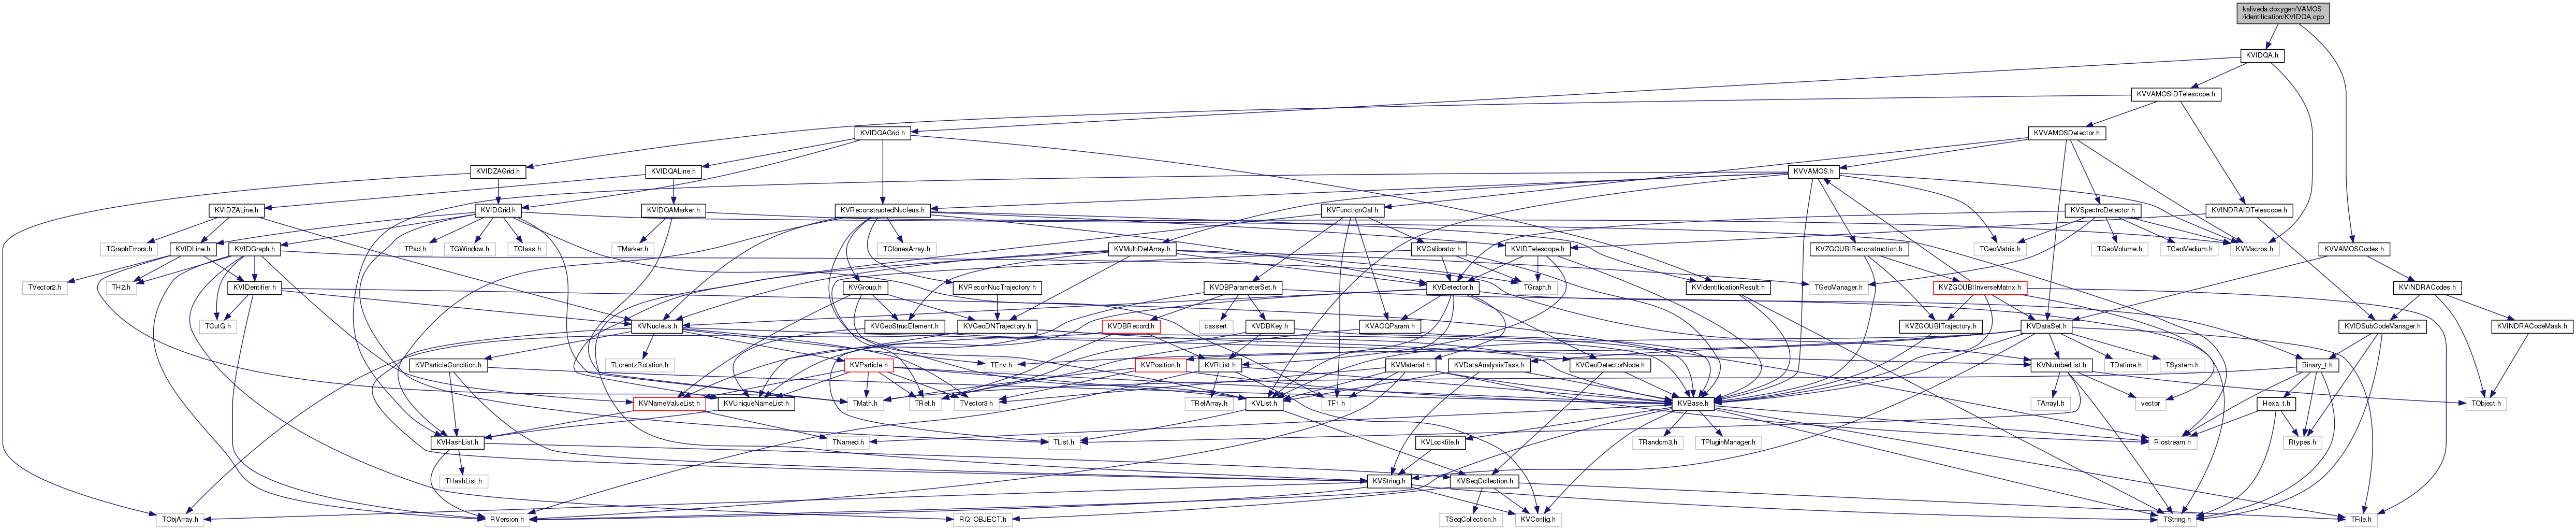 kaliveda.doxygen/VAMOS
/identification/KVIDQA.cpp
KVIDQA.h
KVVAMOSIDTelescope.h
KVIDQAGrid.h
KVVAMOSDetector.h
KVIDZAGrid.h
KVIDQALine.h
KVVAMOS.h
KVIDZALine.h
KVIDGrid.h
KVIDQAMarker.h
KVReconstructedNucleus.h
KVFunctionCal.h
KVSpectroDetector.h
KVINDRAIDTelescope.h
TGraphErrors.h
KVIDLine.h
KVIDGraph.h
TPad.h
TGWindow.h
TClass.h
TMarker.h
TClonesArray.h
KVMultiDetArray.h
KVCalibrator.h
KVIDTelescope.h
KVZGOUBIReconstruction.h
TGeoMatrix.h
TGeoVolume.h
TGeoMedium.h
KVMacros.h
KVVAMOSCodes.h
TVector2.h
TH2.h
KVIDentifier.h
KVGroup.h
KVReconNucTrajectory.h
KVDBParameterSet.h
KVDetector.h
TGraph.h
KVIdentificationResult.h
TGeoManager.h
KVZGOUBIInverseMatrix.h
KVINDRACodes.h
TCutG.h
KVNucleus.h
KVGeoStrucElement.h
KVGeoDNTrajectory.h
KVDBRecord.h
cassert
KVDBKey.h
KVACQParam.h
KVZGOUBITrajectory.h
KVDataSet.h
KVIDSubCodeManager.h
KVINDRACodeMask.h
KVParticleCondition.h
TLorentzRotation.h
KVParticle.h
TEnv.h
KVRList.h
KVPosition.h
KVMaterial.h
KVDataAnalysisTask.h
KVGeoDetectorNode.h
KVNumberList.h
TDatime.h
TSystem.h
Binary_t.h
KVNameValueList.h
KVUniqueNameList.h
TMath.h
TRef.h
TVector3.h
TRefArray.h
KVList.h
TF1.h
KVBase.h
TArrayI.h
vector
Hexa_t.h
TObject.h
KVHashList.h
TNamed.h
TList.h
KVLockfile.h
TRandom3.h
TPluginManager.h
Riostream.h
Rtypes.h
THashList.h
KVString.h
KVSeqCollection.h
TObjArray.h
RVersion.h
RQ_OBJECT.h
TSeqCollection.h
KVConfig.h
TString.h
TFile.h